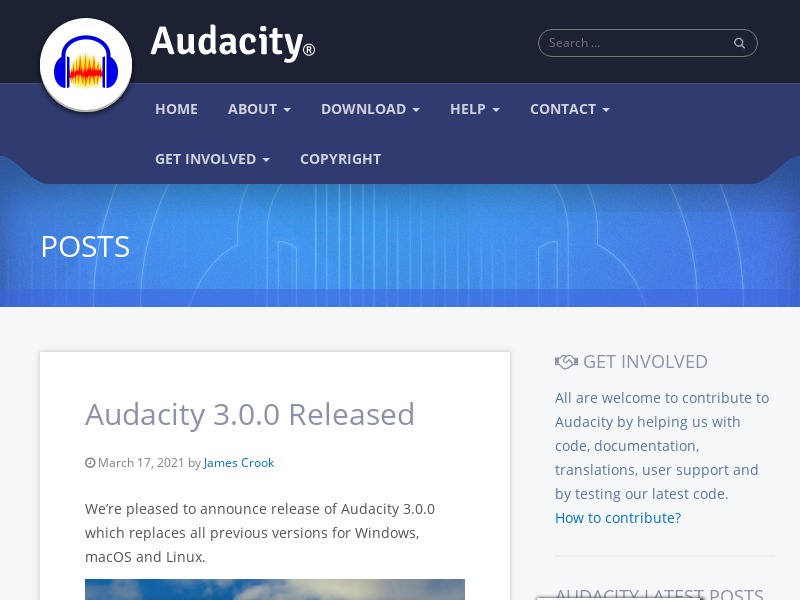 Audacity®
Search ...
HOME
ABOUT
DOWNLOAD
HELP
CONTACT
GET INVOLVED
COPYRIGHT
POSTS
Audacity 3.0.0 Released
March 17, 2021 by James Crook
We’re pleased to announce release of Audacity 3.0.0
which replaces all previous versions for Windows,
macOS and Linux.
GET INVOLVED
All are welcome to contribute to
Audacity by helping us with
code, documentation,
translations, user support and
by testing our latest code.
How to contribute?
AUDACITY LATEST POSTS